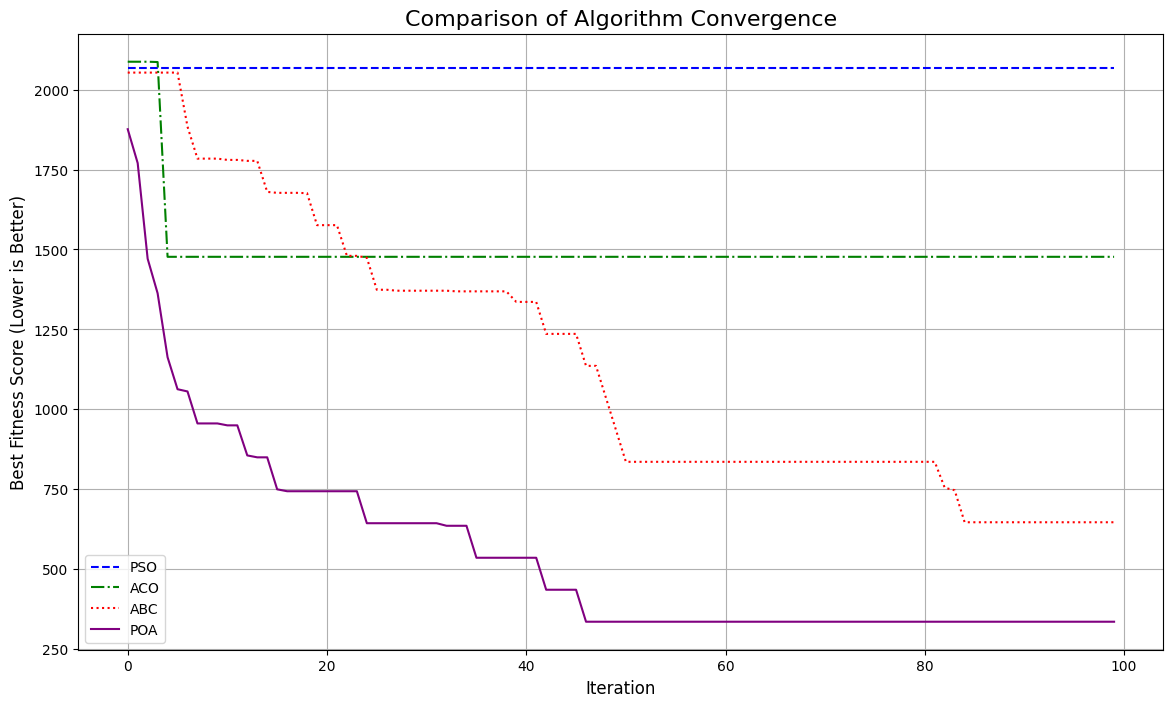 Comparison of Algorithm Convergence
Best Fitness Score (Lower is Better)
2000
1750
1500
1250
1000
750
500
250
PSO
ACO
ABC
POA
0 20 40 60 80 100
Iteration